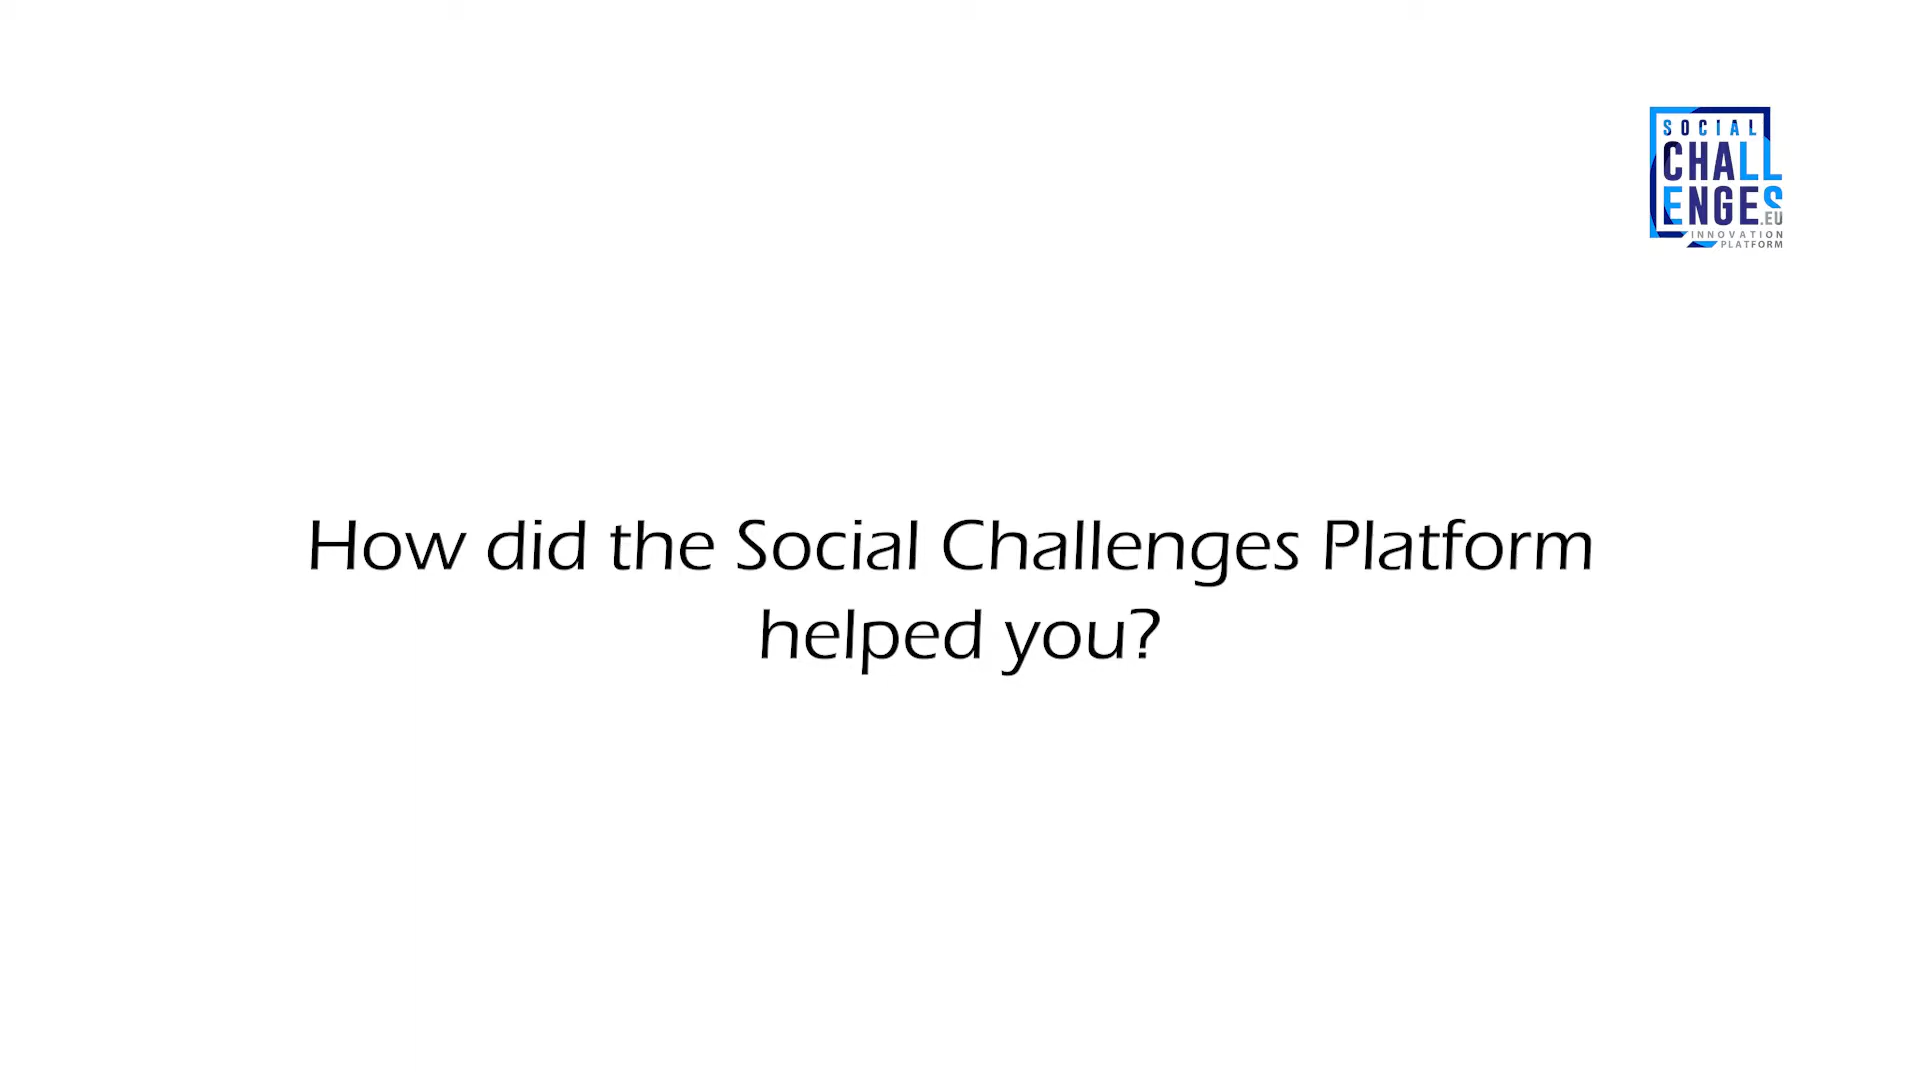 SOCIAL
CHALL
ENGES.EU
INNOVATION
PLATFORM
How did the Social Challenges Platform
helped you?